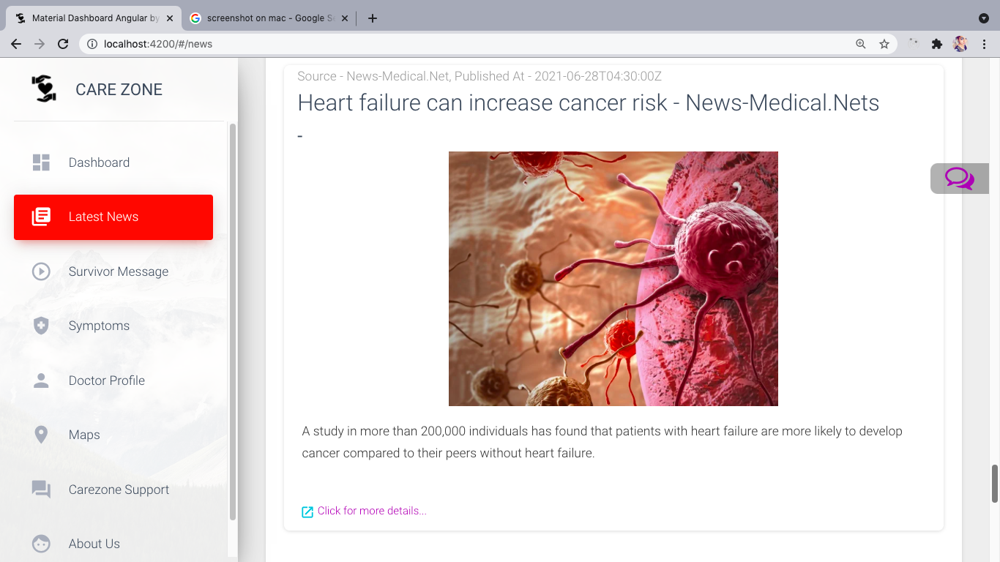 Material Dashboard Angular by
screenshot on mac - Google S
localhost:4200/#/news
CARE ZONE
Dashboard
Latest News
Survivor Message
Symptoms
Doctor Profile
Maps
Carezone Support
About Us
Source - News-Medical.Net, Published At - 2021-06-28T04:30:00Z
Heart failure can increase cancer risk - News-Medical.Nets
-
A study in more than 200,000 individuals has found that patients with heart failure are more likely to develop
cancer compared to their peers without heart failure.
Click for more details...